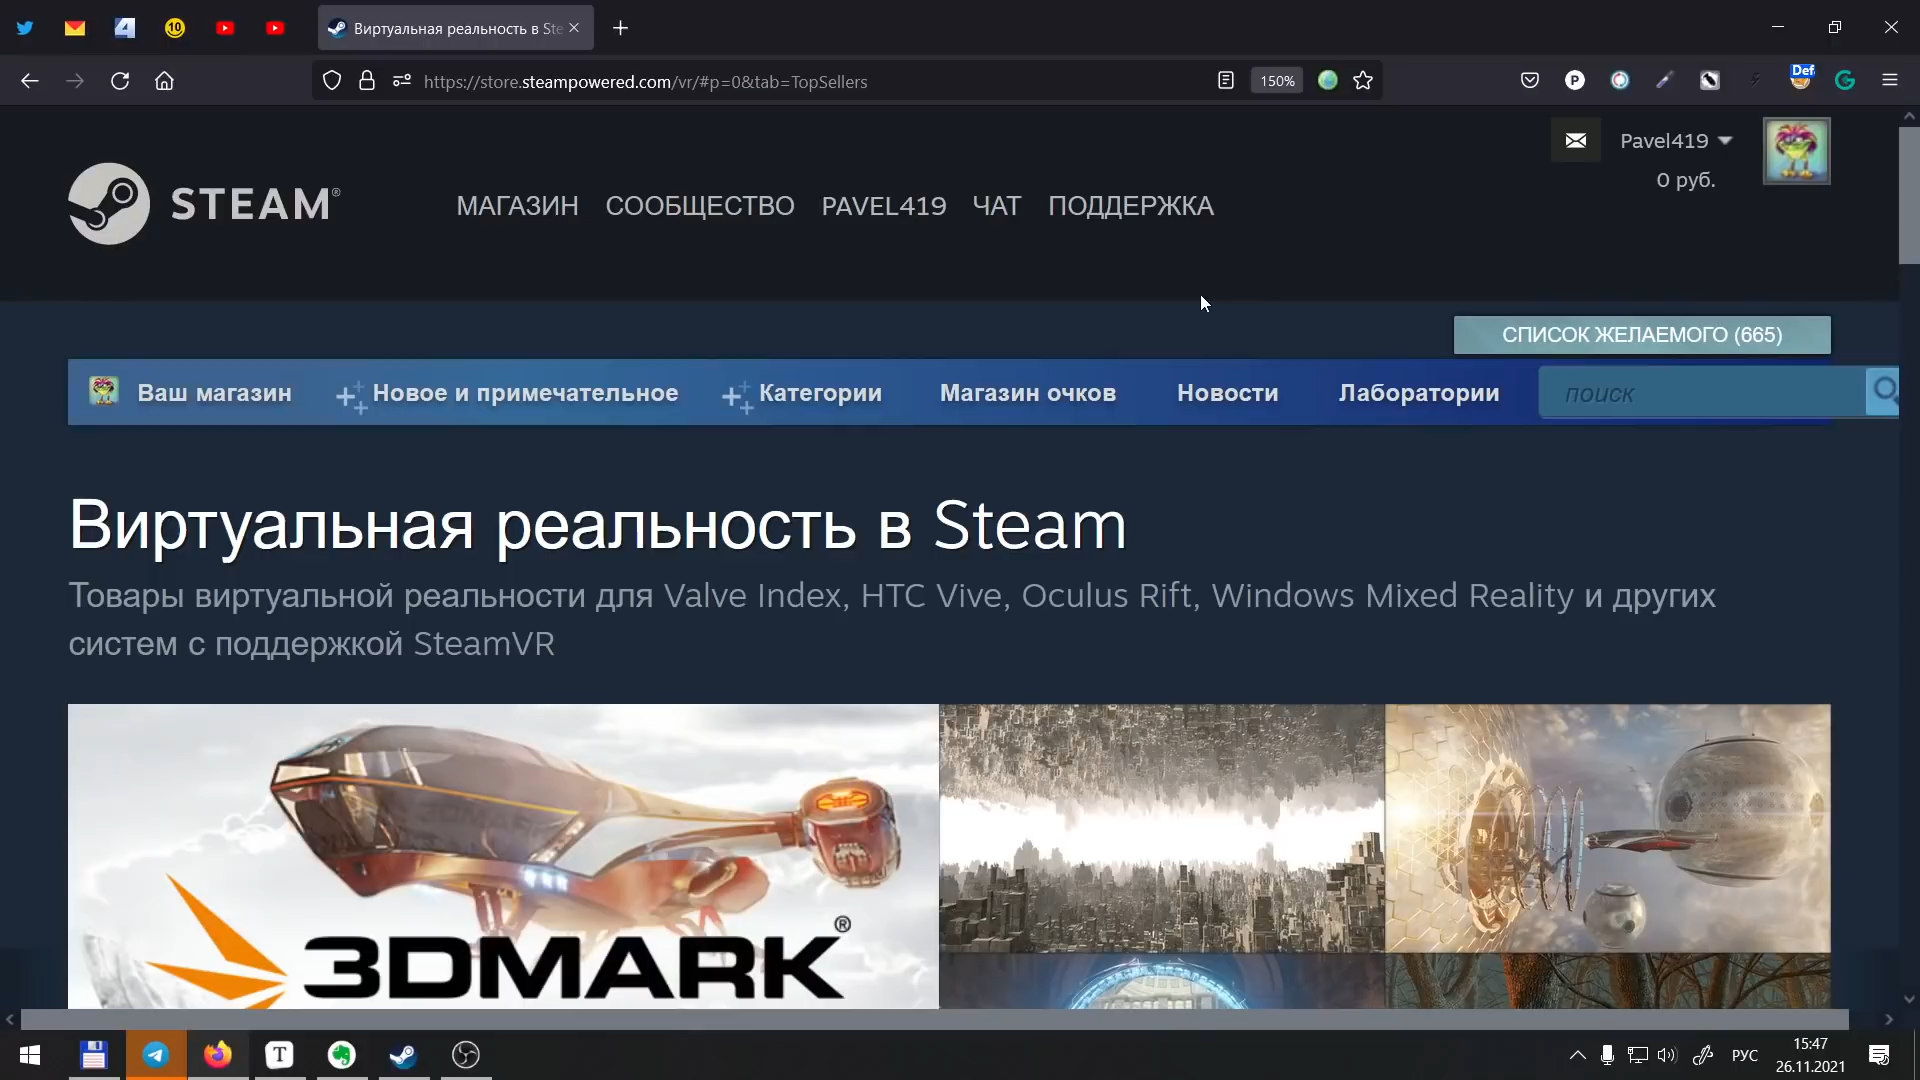 10
Виртуальная реальность в Ste
https://store.steampowered.com/vr/#p=0&tab=TopSellers
150%
P
Def
G
STEAM®
МАГАЗИН СООБЩЕСТВО PAVEL419 ЧАТ ПОДДЕРЖКА
Pavel419
0 руб.
СПИСОК ЖЕЛАЕМОГО (665)
Ваш магазин Новое и примечательное Категории Магазин очков Новости Лаборатории поиск
Виртуальная реальность в Steam
Товары виртуальной реальности для Valve Index, HTC Vive, Oculus Rift, Windows Mixed Reality и других
систем с поддержкой SteamVR
3DMARK®
T
РУС
15:47
26.11.2021